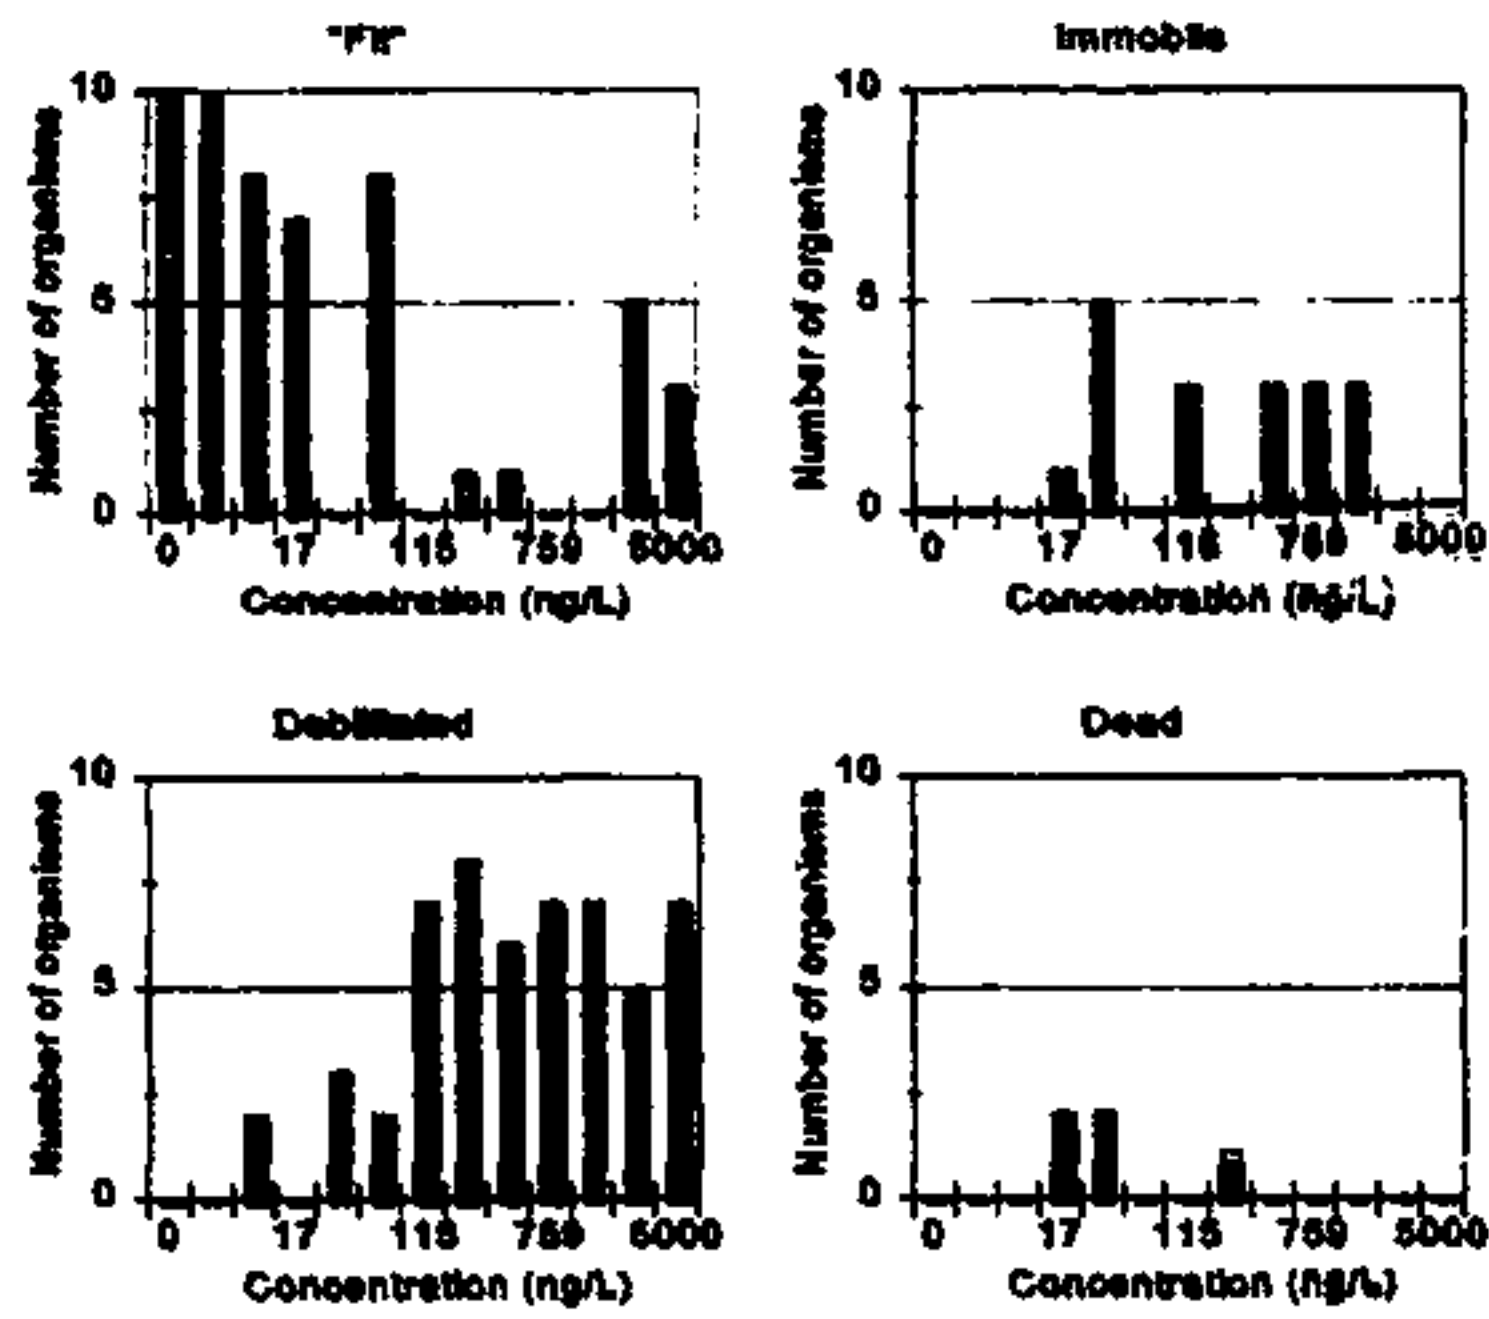 "Fit"
10
5
0
Number of organisms
0 17 115 759 5000
Concentration (ng/L)
Immobile
10
5
0
Number of organisms
0 17 115 759 5000
Concentration (ng/L)
Debilitated
10
5
0
Number of organisms
0 17 115 759 5000
Concentration (ng/L)
Dead
10
5
0
Number of organisms
0 17 115 759 5000
Concentration (ng/L)